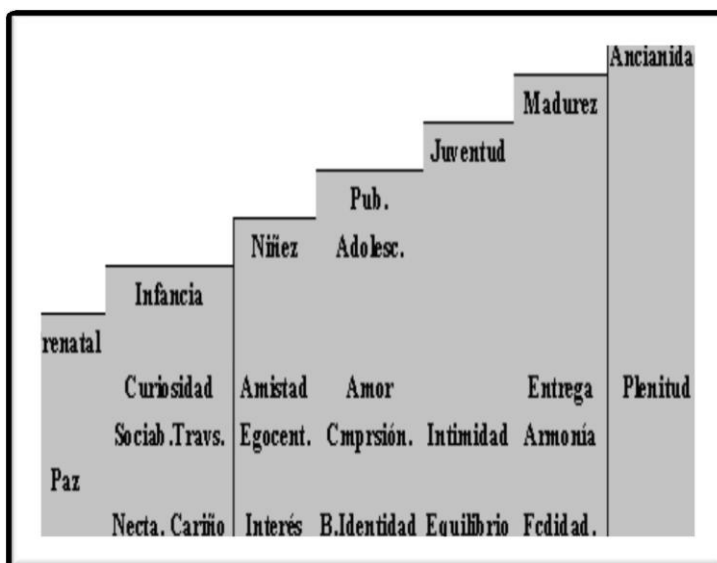 Ancianida
Madurez
Juventud
Pub.
Niñez Adolesc.
Infancia
renatal
Curiosidad Amistad Amor Entrega Plenitud
Sociab.Travs. Egocent. Cmprsión. Intimidad Armonía
Paz
Necta. Cariño Interés B.Identidad Equilibrio Fcdidad.